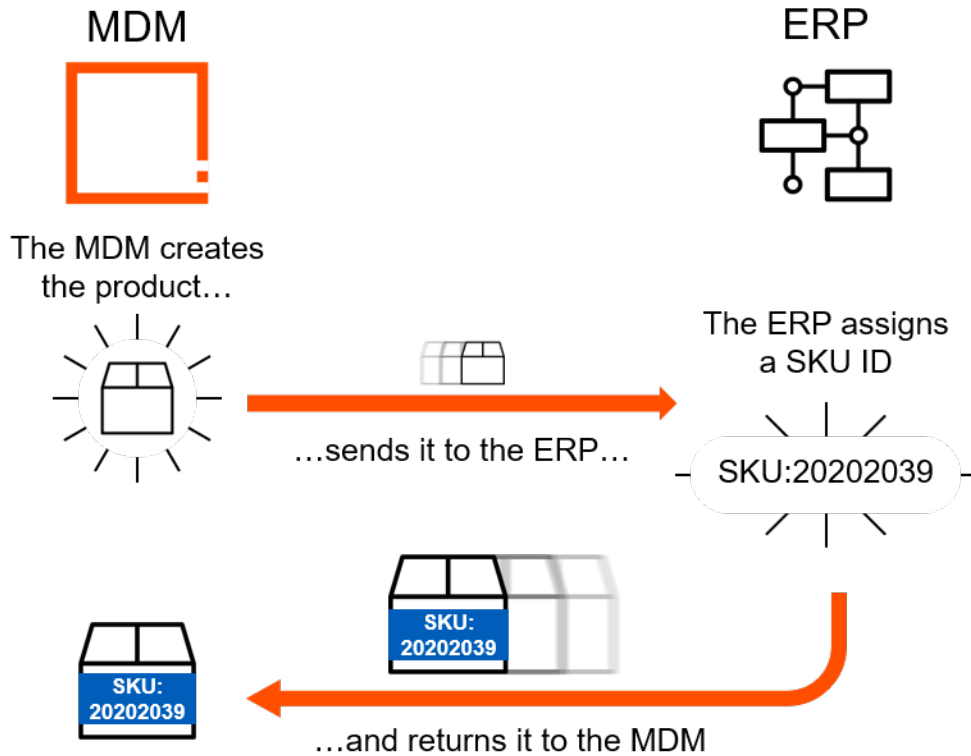 MDM
ERP
The MDM creates
the product…
The ERP assigns
a SKU ID
…sends it to the ERP…
SKU:20202039
SKU:
20202039
SKU:
20202039
…and returns it to the MDM